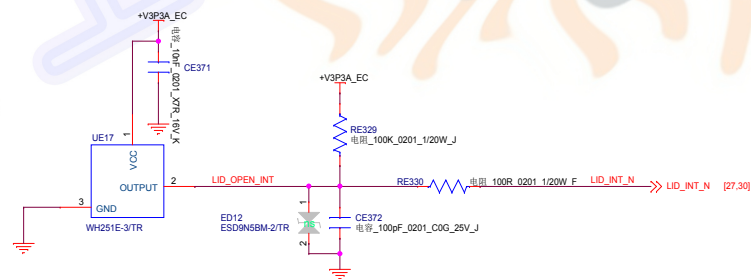 +V3P3A_EC
CE371
电容_10nF_0201_X7R_16V_K
+V3P3A_EC
RE329
电阻_100K_0201_1/20W_J
UE17
1
VCC
OUTPUT
2
LID_OPEN_INT
RE330
电阻_100R_0201_1/20W_F
LID_INT_N
LID_INT_N
[27,30]
3
GND
WH251E-3/TR
1
ED12
ESD9N5BM-2/TR
2
CE372
电容_100pF_0201_C0G_25V_J